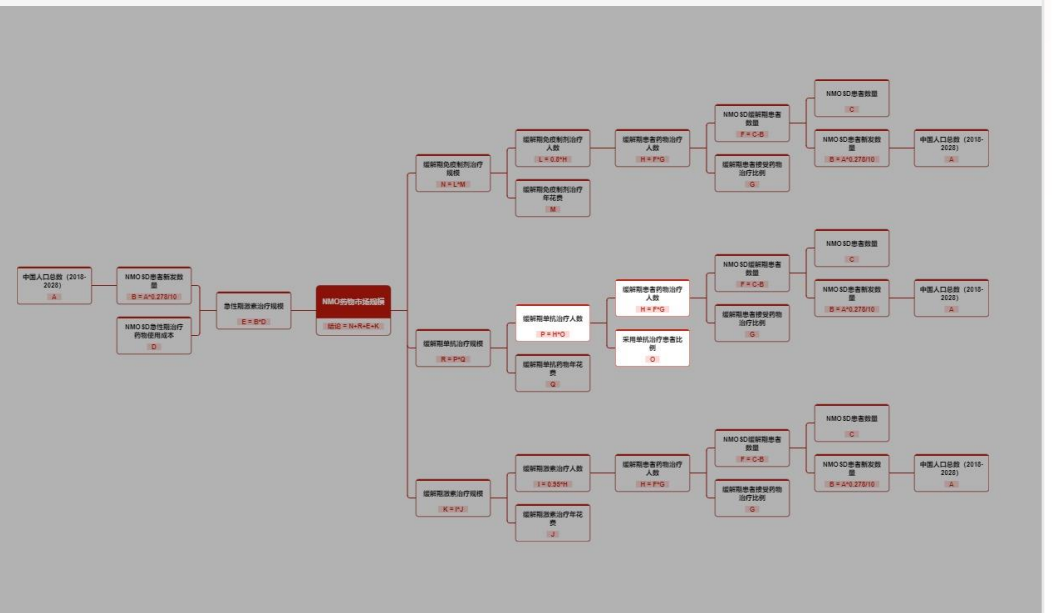 NMOSD患者数量
C
NMOSD缓解期患者
数量
F = C-B
缓解期免疫制剂治疗
人数
L = 0.8*H
缓解期患者药物治疗
人数
H = F*G
NMOSD患者新发数
量
B = A*0.278/10
中国人口总数（2018-
2028）
A
缓解期免疫制剂治疗
规模
N = L*M
缓解期患者接受药物
治疗比例
G
缓解期免疫制剂治疗
年花费
M
NMOSD患者数量
C
中国人口总数（2018-
2028）
A
NMOSD患者新发数
量
B = A*0.278/10
NMOSD急性期治疗
药物使用成本
D
急性期激素治疗规模
E = B*D
NMO药物市场规模
结论 = N+R+E+K
NMOSD缓解期患者
数量
F = C-B
缓解期患者药物治疗
人数
H = F*G
NMOSD患者新发数
量
B = A*0.278/10
中国人口总数（2018-
2028）
A
缓解期单抗治疗人数
P = H*O
缓解期患者接受药物
治疗比例
G
采用单抗治疗患者比
例
O
缓解期单抗治疗规模
R = P*Q
缓解期单抗药物年花
费
Q
NMOSD患者数量
C
NMOSD缓解期患者
数量
F = C-B
缓解期激素治疗人数
I = 0.95*H
缓解期患者药物治疗
人数
H = F*G
NMOSD患者新发数
量
B = A*0.278/10
中国人口总数（2018-
2028）
A
缓解期激素治疗规模
K = I*J
缓解期患者接受药物
治疗比例
G
缓解期激素治疗年花
费
J